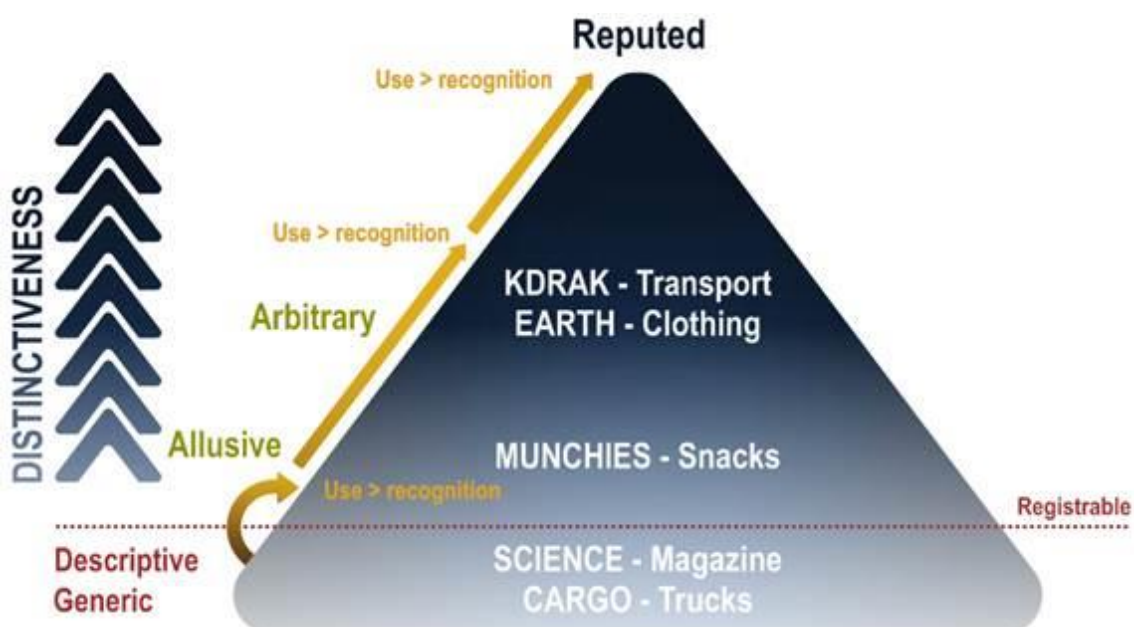 Reputed
Use > recognition
DISTINCTIVENESS
Use > recognition
KDRAK - Transport
Arbitrary
EARTH - Clothing
Allusive
MUNCHIES - Snacks
Use > recognition
Registrable
Descriptive
Generic
SCIENCE - Magazine
CARGO - Trucks